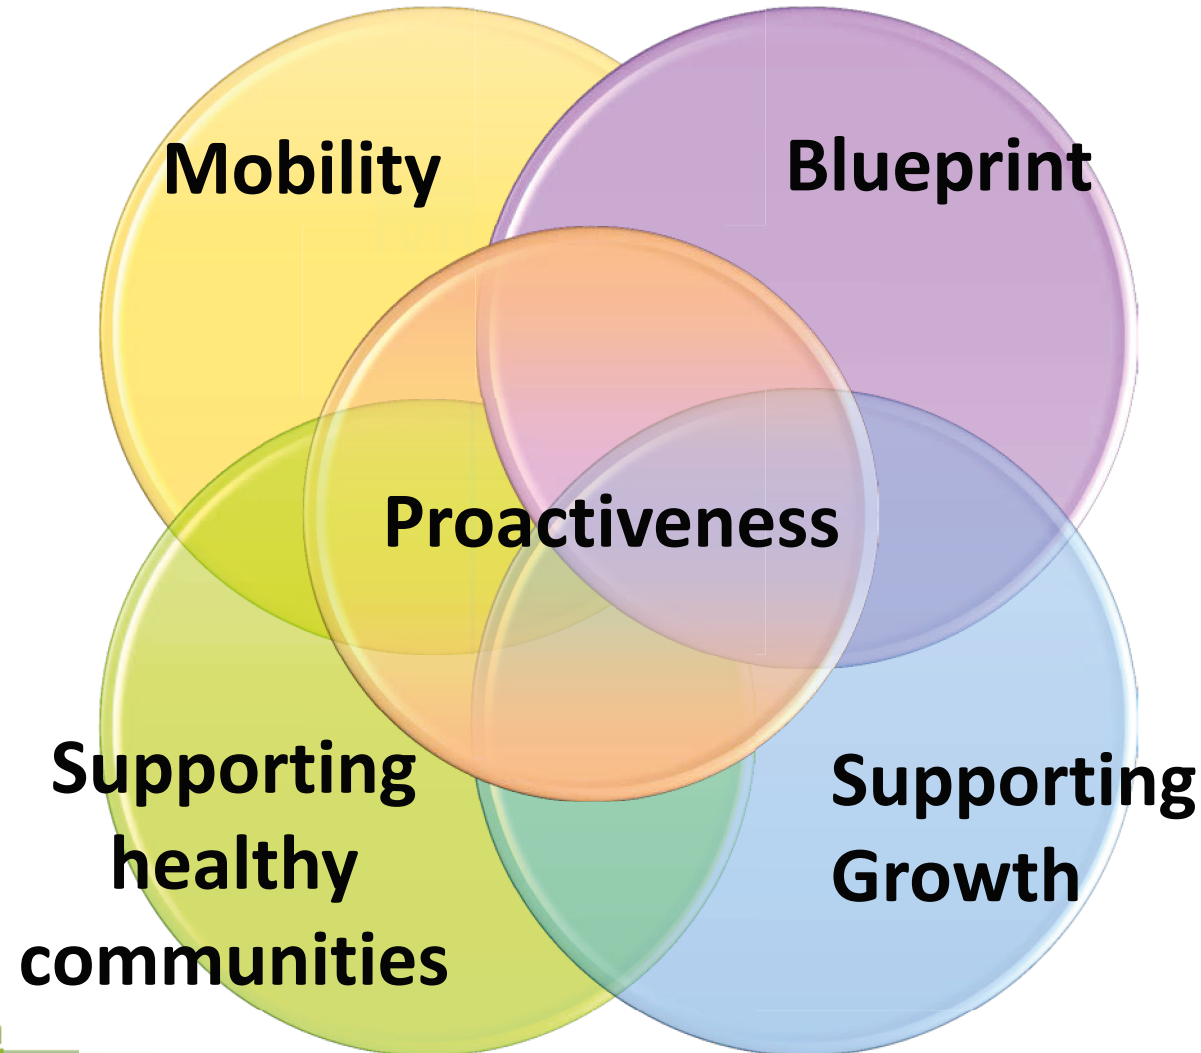 Mobility
Blueprint
Proactiveness
Supporting
healthy
communities
Supporting
Growth